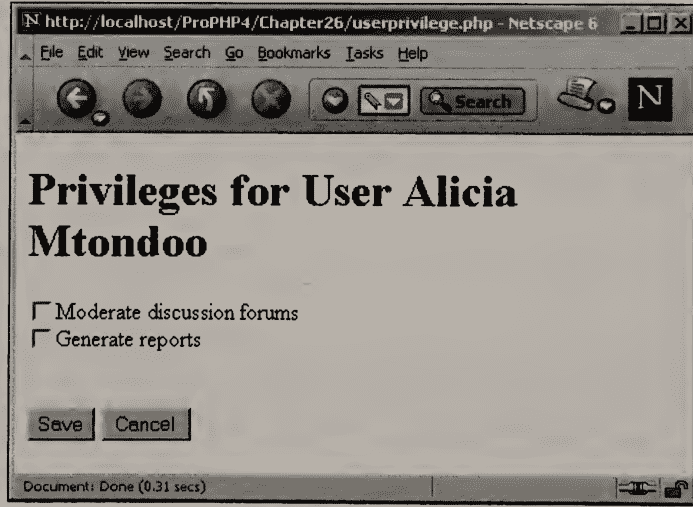 N http://localhost/ProPHP4/Chapter26/userprivilege.php - Netscape 6
File Edit View Search Go Bookmarks Tasks Help
Search N
Privileges for User Alicia
Mtondoo
Moderate discussion forums
Generate reports
Save Cancel
Document: Done (0.31 secs)